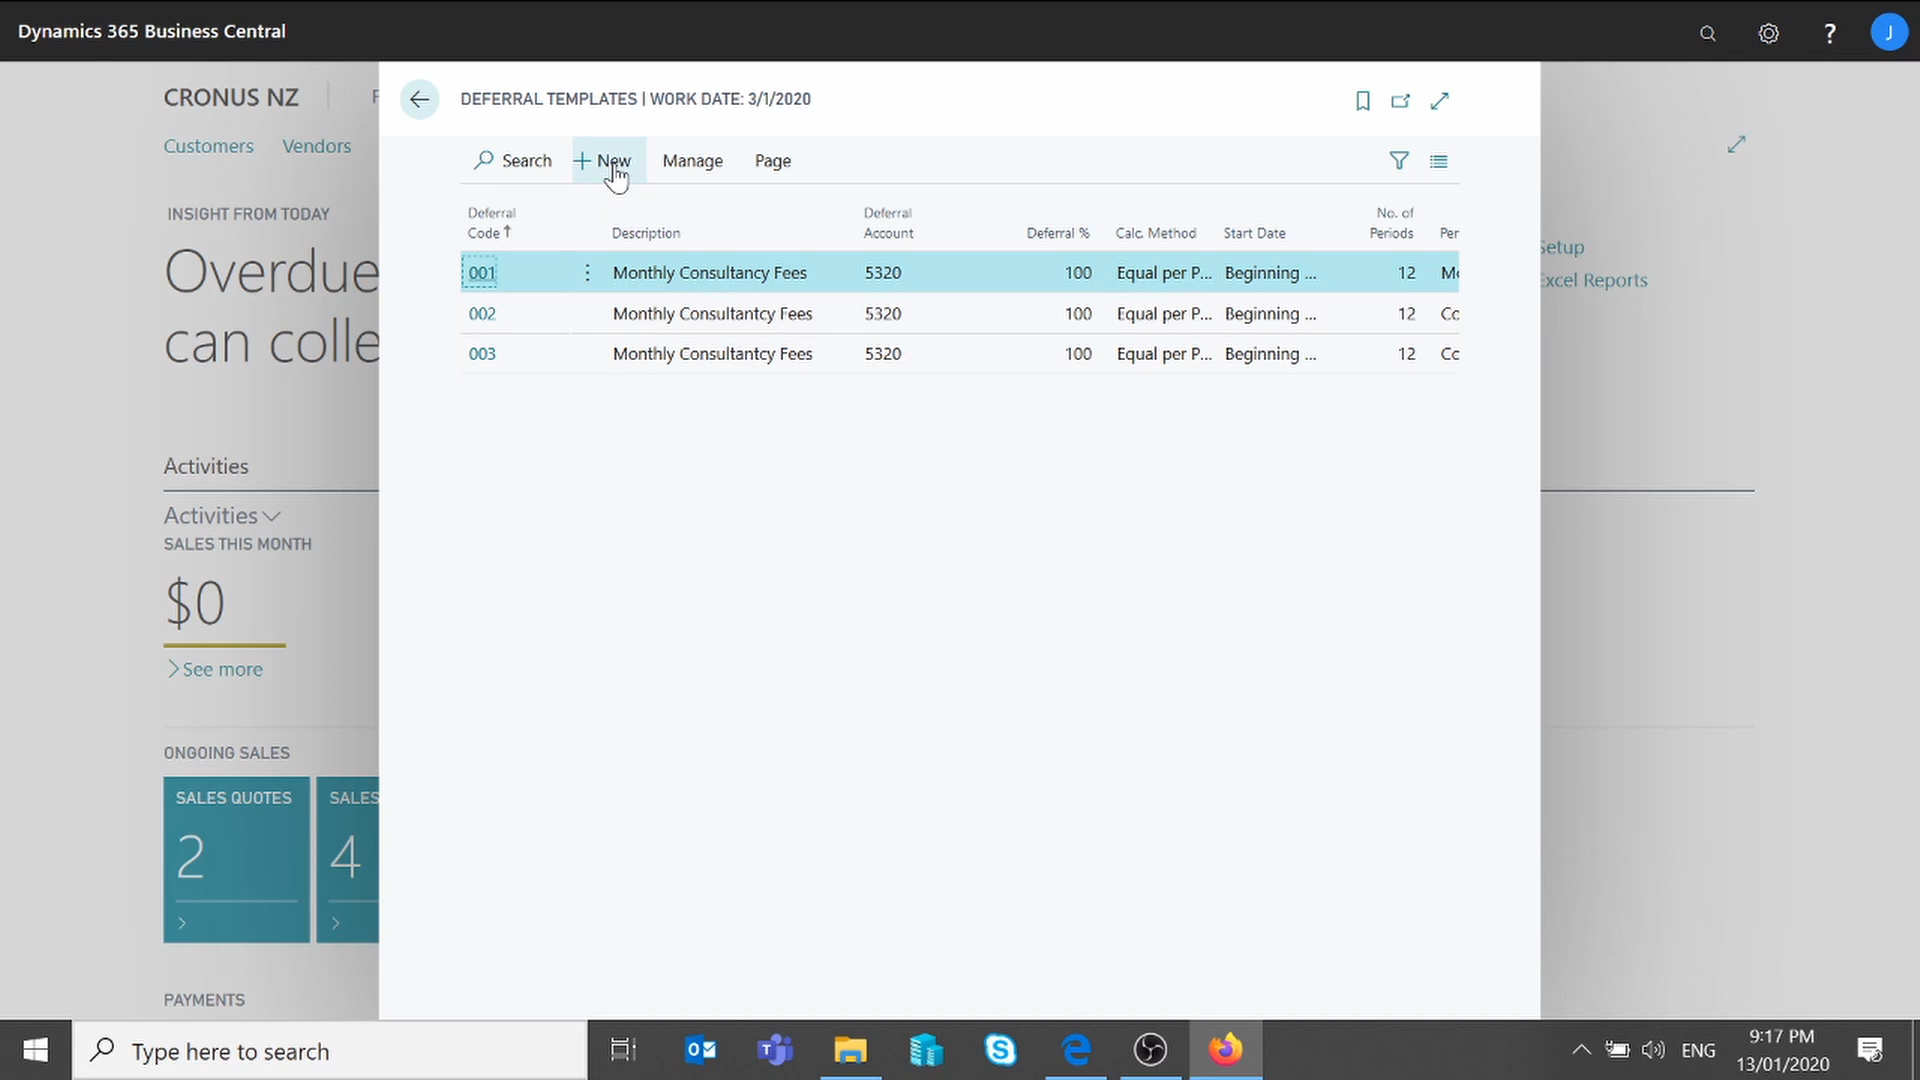 Dynamics 365 Business Central
?
J
CRONUS NZ
F
Customers
Vendors
INSIGHT FROM TODAY
Overdue
can colle
Activities
Activities
SALES THIS MONTH
$0
See more
ONGOING SALES
SALES QUOTES
2
SALES
4
PAYMENTS
DEFERRAL TEMPLATES | WORK DATE: 3/1/2020
Search
New
Manage
Page
Deferral Code↑ Description Deferral Account Deferral % Calc. Method Start Date No. of Periods Per
001 Monthly Consultancy Fees 5320 100 Equal per P... Beginning ... 12 Mo
002 Monthly Consultantcy Fees 5320 100 Equal per P... Beginning ... 12 Co
003 Monthly Consultantcy Fees 5320 100 Equal per P... Beginning ... 12 Co
Setup
Excel Reports
Type here to search
ENG
9:17 PM
13/01/2020